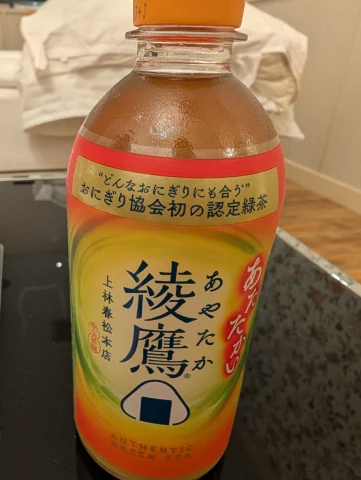 "どんなおにぎりにも合う"
おにぎり協会初の認定緑茶
あたたかい
あやたか
綾鷹®
上林春松本店
AUTHENTIC
GREEN TEA